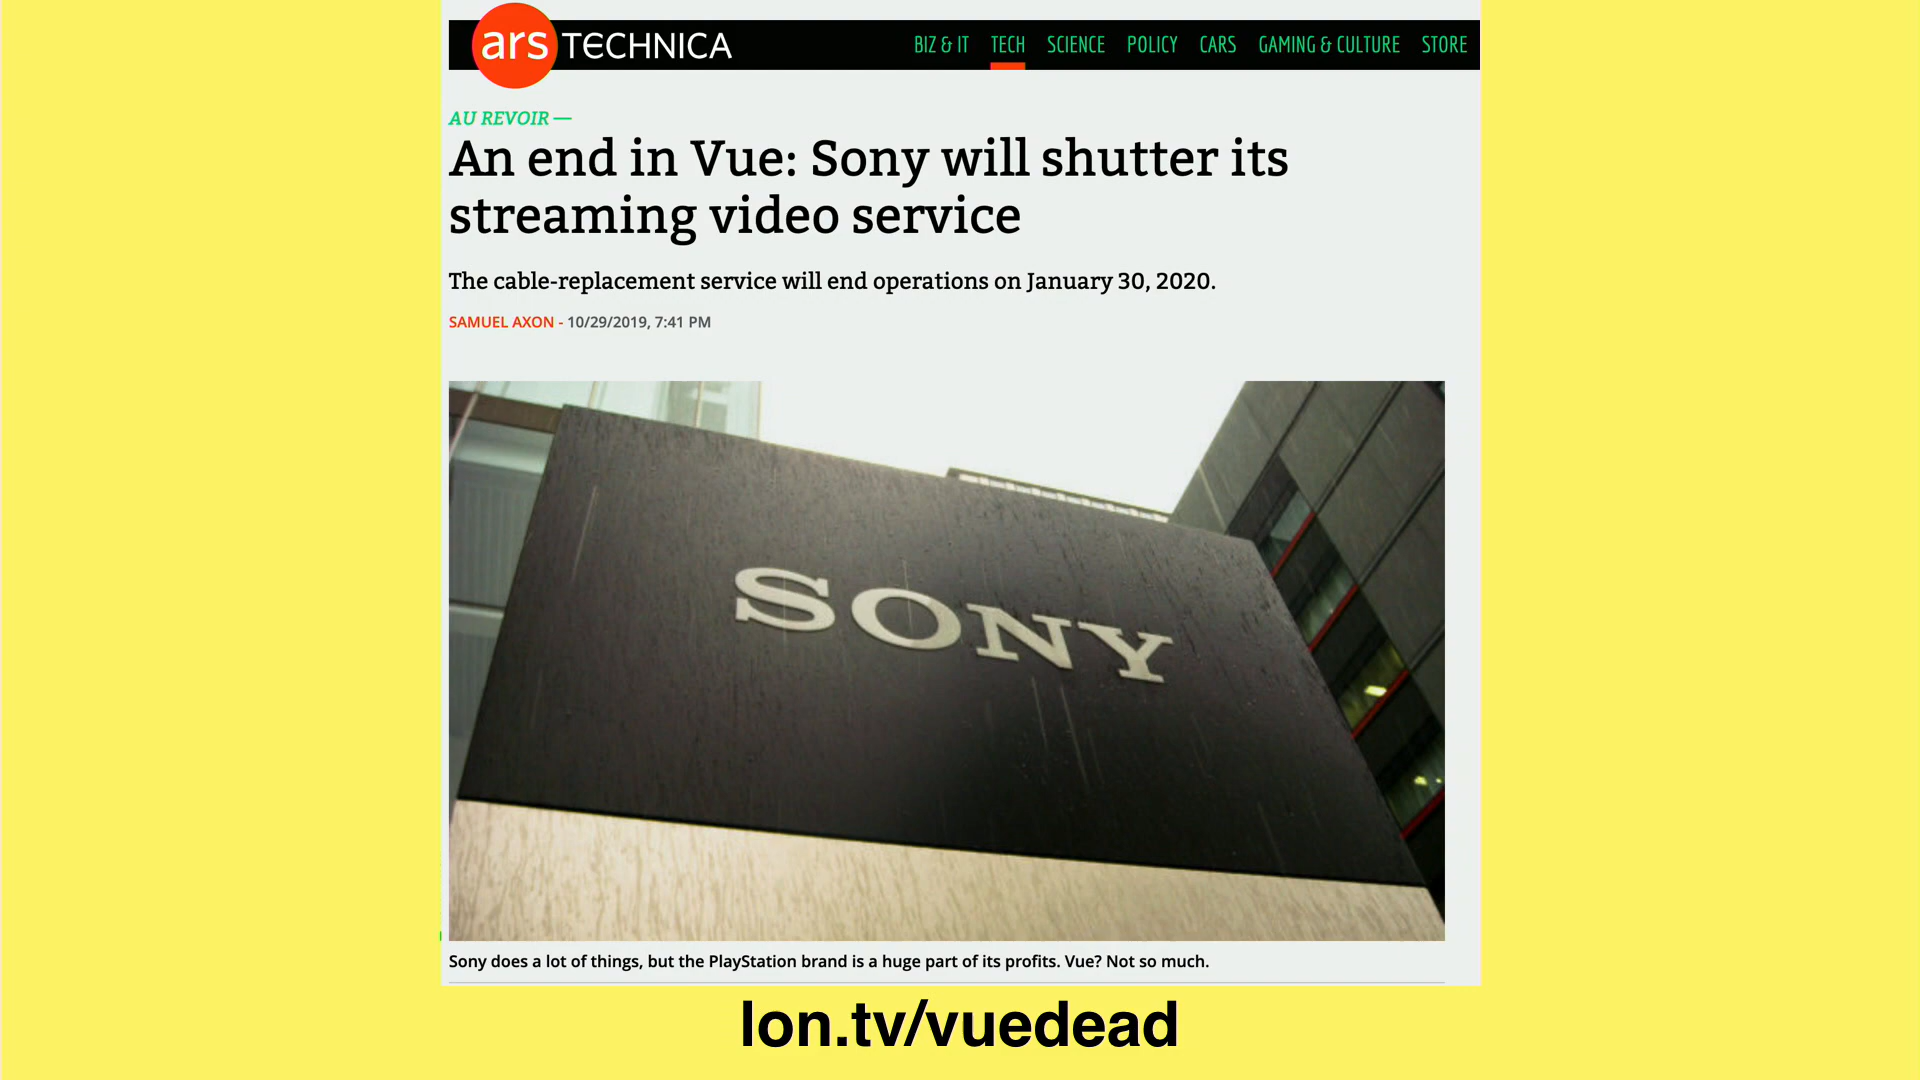 ars TECHNICA
BIZ & IT TECH SCIENCE POLICY CARS GAMING & CULTURE STORE
AU REVOIR —
An end in Vue: Sony will shutter its
streaming video service
The cable-replacement service will end operations on January 30, 2020.
SAMUEL AXON - 10/29/2019, 7:41 PM
SONY
Sony does a lot of things, but the PlayStation brand is a huge part of its profits. Vue? Not so much.
lon.tv/vuedead